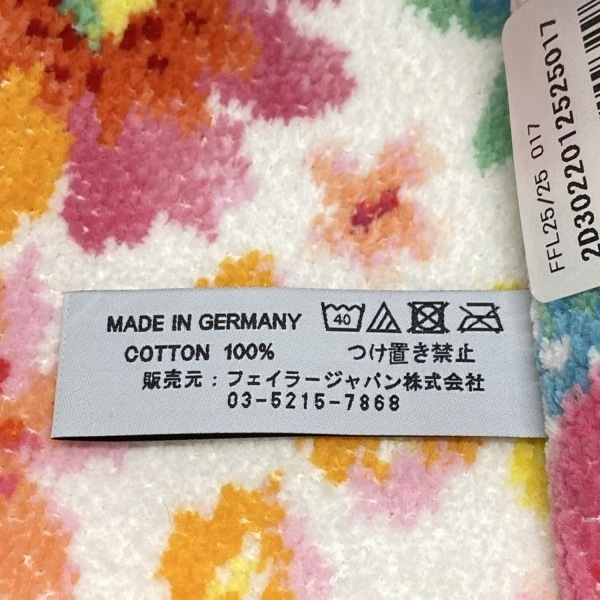 MADE IN GERMANY 40
COTTON 100% つけ置き禁止
販売元：フェイラージャパン株式会社
03-5215-7868
FFL25/25 017
2D3022012525017